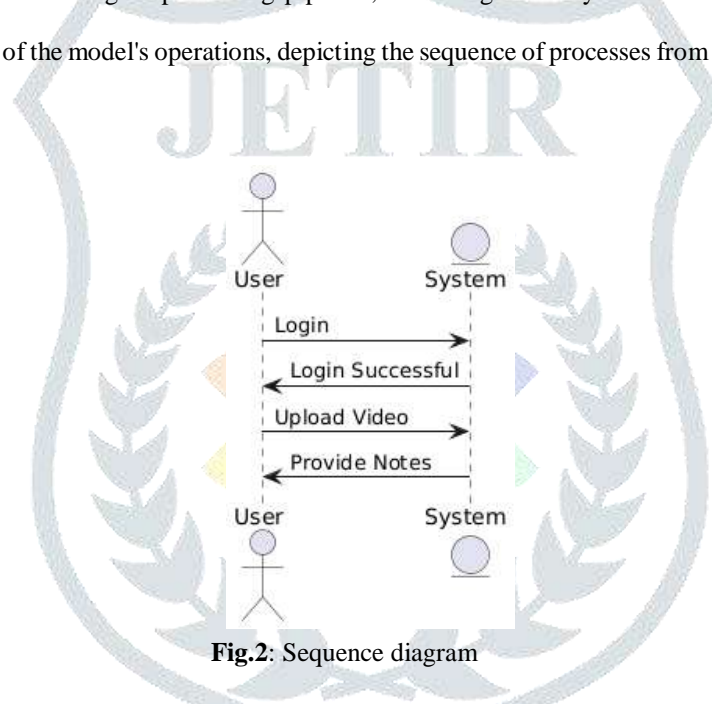 of the model's operations, depicting the sequence of processes from
JETIR
User System
Login
Login Successful
Upload Video
Provide Notes
User System
Fig.2: Sequence diagram